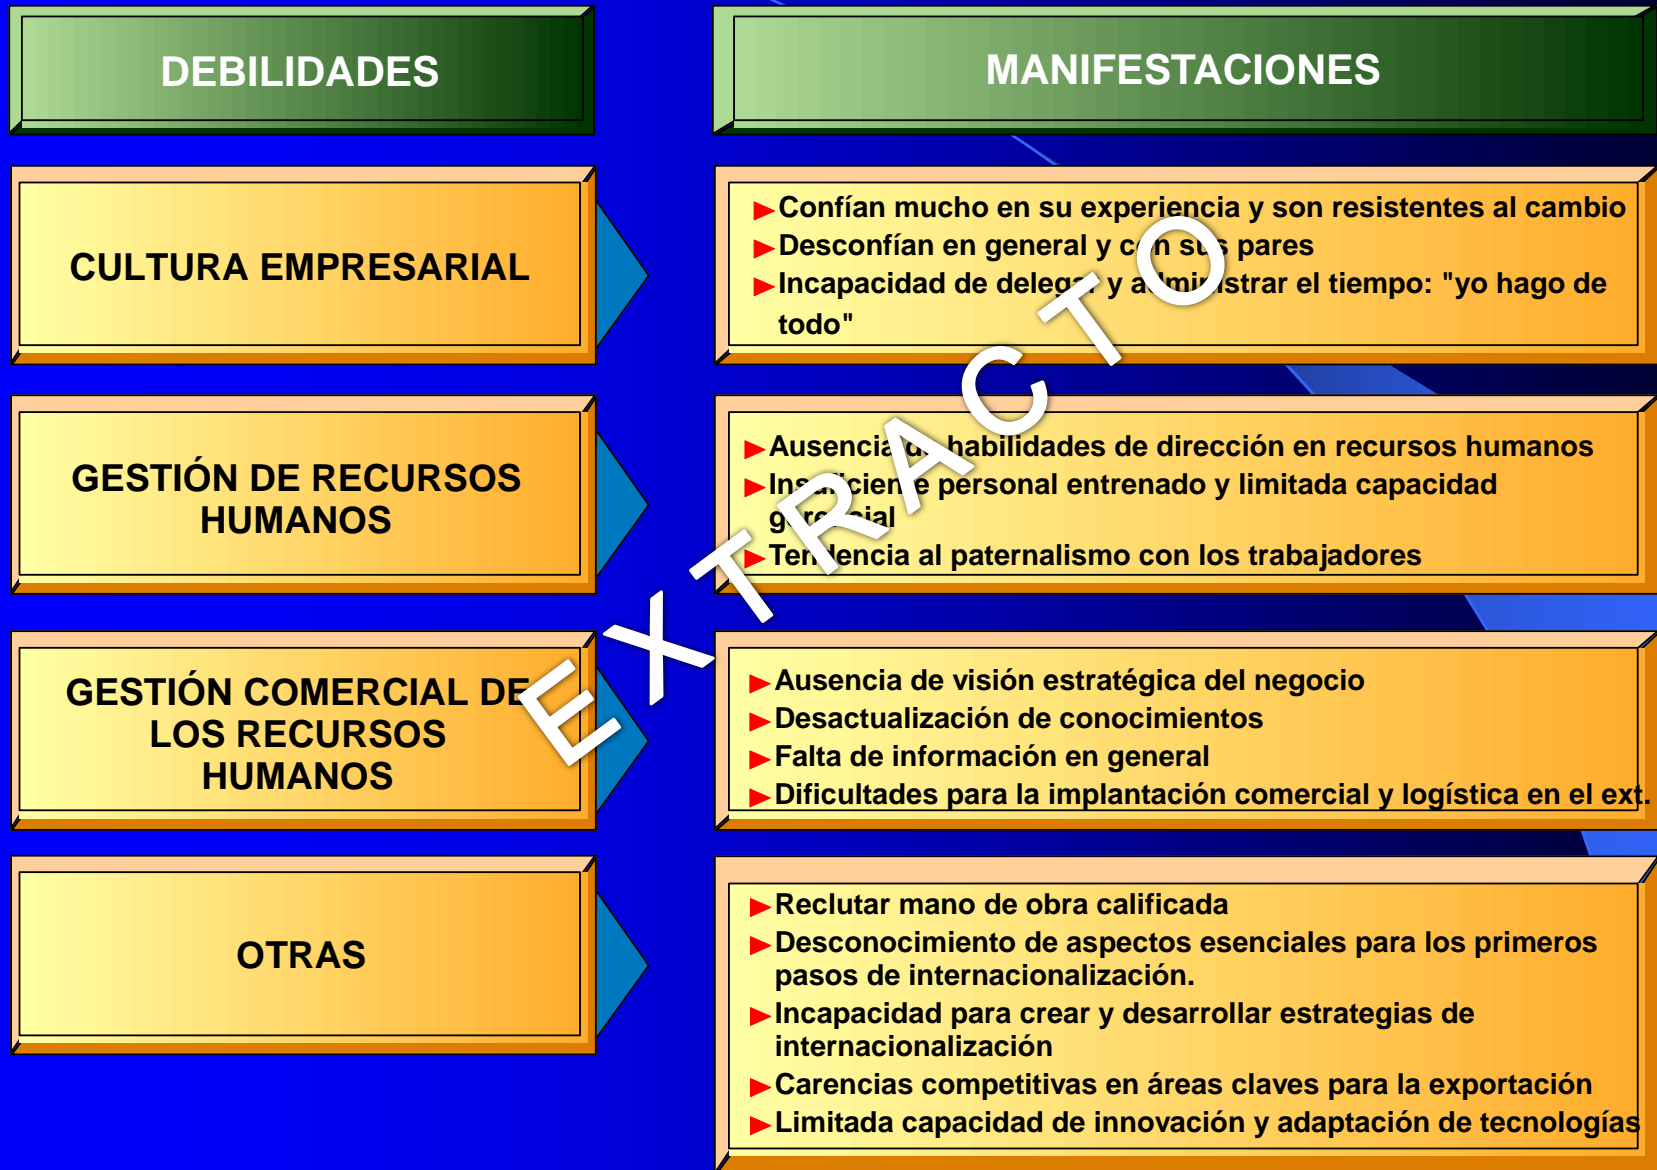 DEBILIDADES
MANIFESTACIONES
CULTURA EMPRESARIAL
►Confían mucho en su experiencia y son resistentes al cambio
►Desconfían en general y con sus pares
►Incapacidad de delegar y administrar el tiempo: "yo hago de
todo"
GESTIÓN DE RECURSOS
HUMANOS
►Ausencia de habilidades de dirección en recursos humanos
►Insuficiente personal entrenado y limitada capacidad
gerencial
►Tendencia al paternalismo con los trabajadores
GESTIÓN COMERCIAL DE
LOS RECURSOS
HUMANOS
►Ausencia de visión estratégica del negocio
►Desactualización de conocimientos
►Falta de información en general
►Dificultades para la implantación comercial y logística en el ext.
OTRAS
►Reclutar mano de obra calificada
►Desconocimiento de aspectos esenciales para los primeros
pasos de internacionalización.
►Incapacidad para crear y desarrollar estrategias de
internacionalización
►Carencias competitivas en áreas claves para la exportación
►Limitada capacidad de innovación y adaptación de tecnologías
EXTRACTO